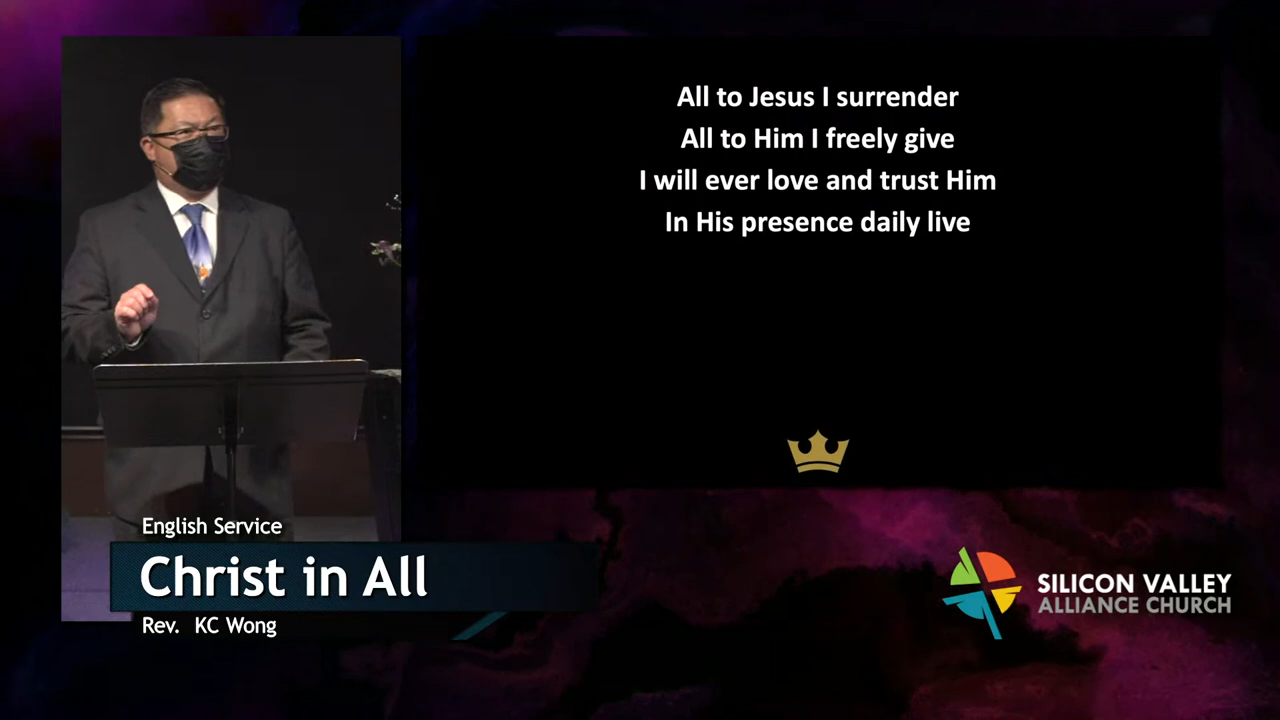 All to Jesus I surrender
All to Him I freely give
I will ever love and trust Him
In His presence daily live
English Service
Christ in All
Rev. KC Wong
SILICON VALLEY
ALLIANCE CHURCH